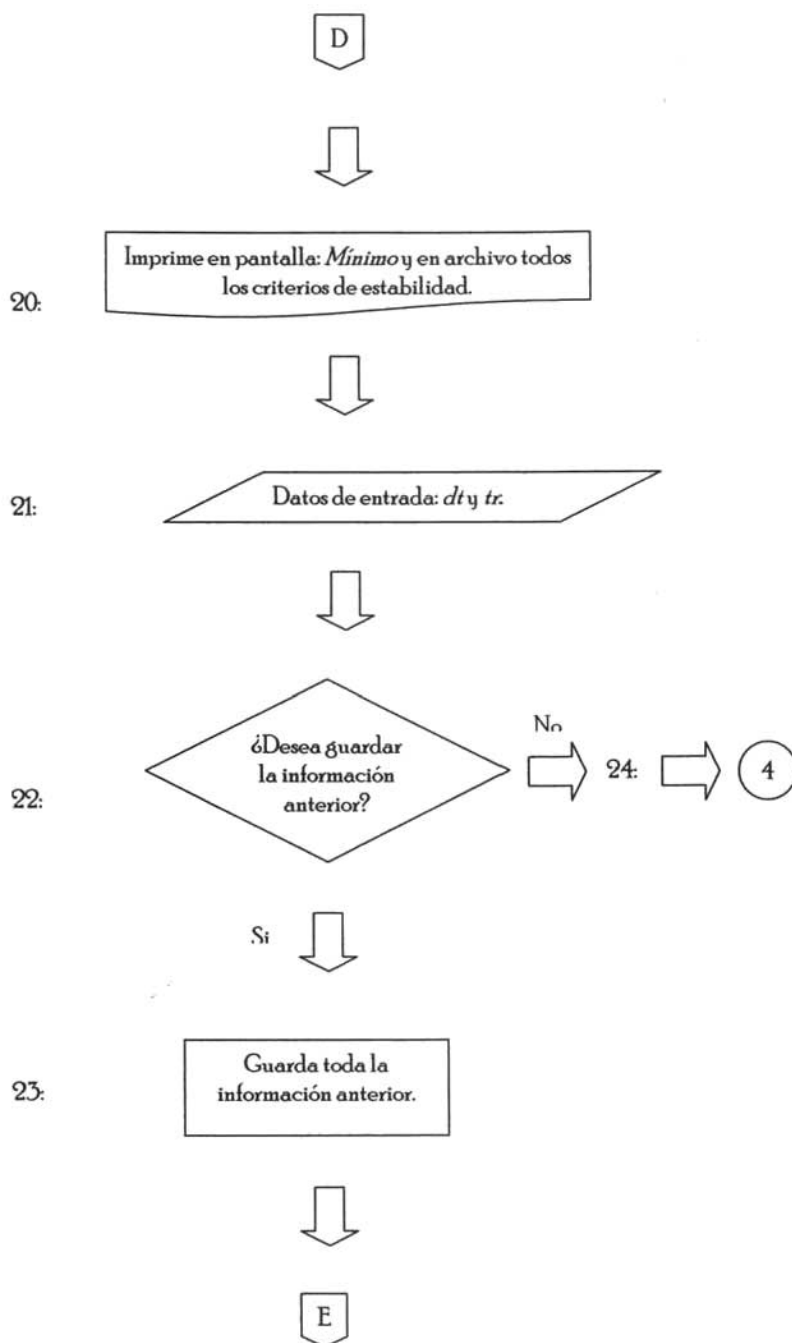 D
20:
Imprime en pantalla: Mínimo y en archivo todos
los criterios de estabilidad.
21:
Datos de entrada: dt y tr.
22:
¿Desea guardar
la información
anterior?
No
24:
4
Si
23:
Guarda toda la
información anterior.
E